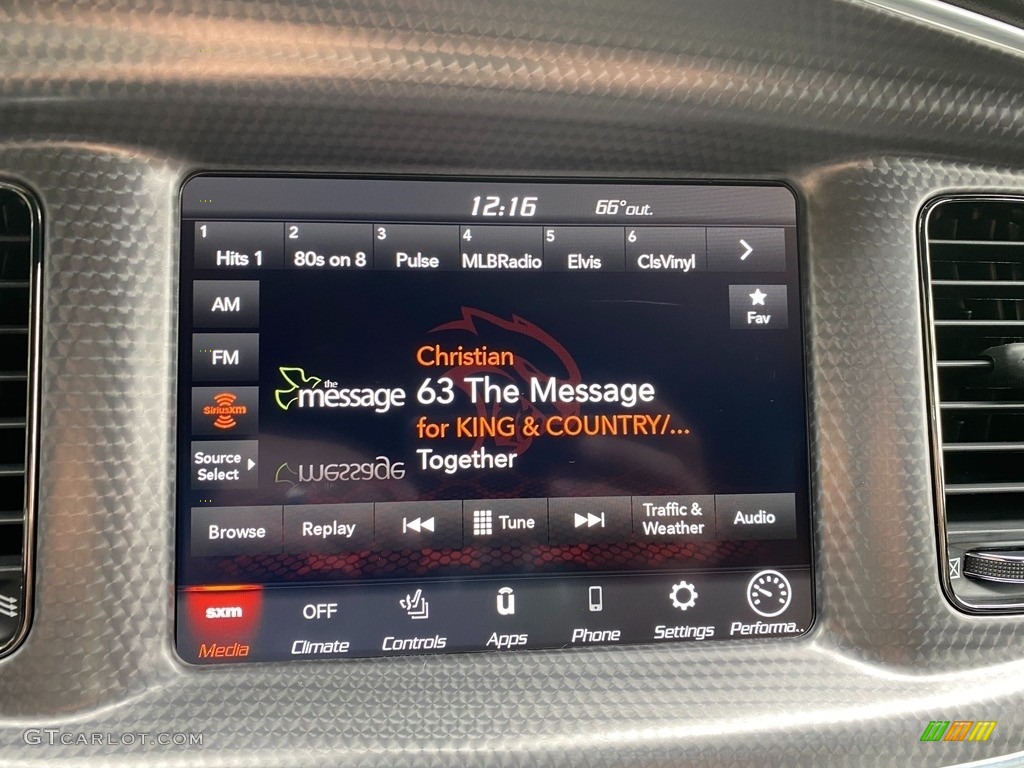 12:16 66°out.
1 2 3 4 5 6
Hits 1 80s on 8 Pulse MLBRadio Elvis ClsVinyl
AM
Fav
FM
Christian
the
message
63 The Message
SiriusXM
for KING & COUNTRY/...
Source
Select
Together
message
Browse Replay Tune Traffic &
Weather Audio
sxm OFF
Media Climate Controls Apps Phone Settings Performa..
GTCARLOT.COM